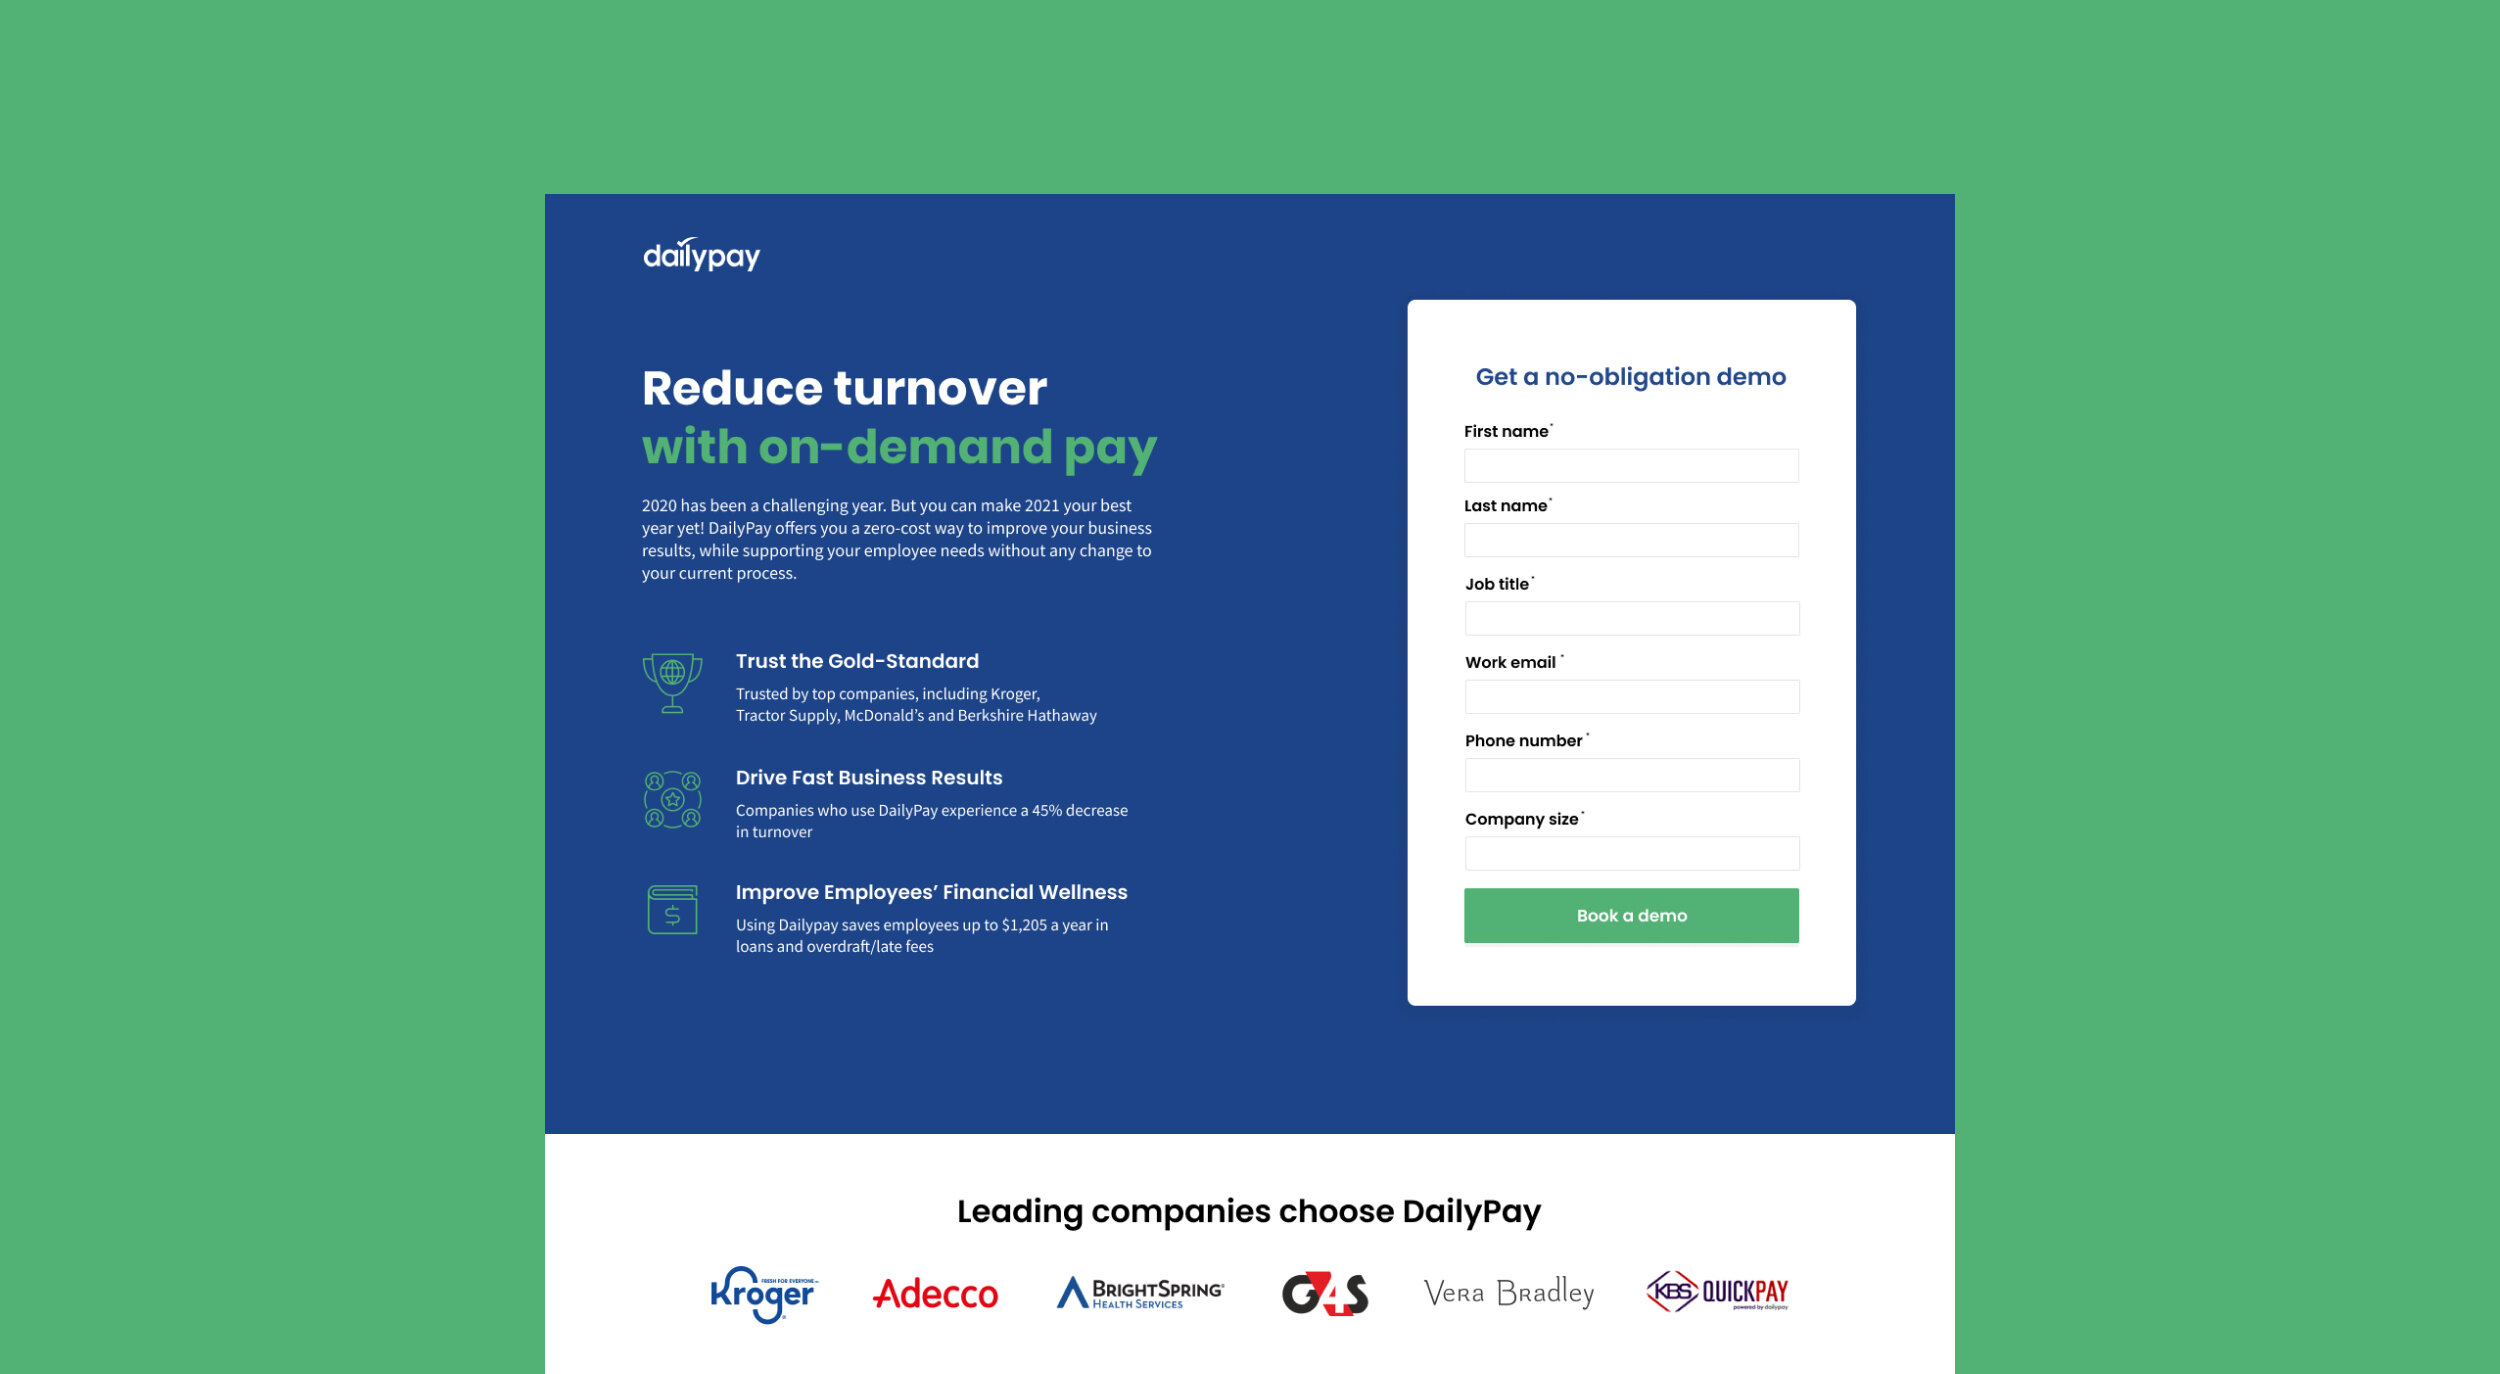 dailypay
Reduce turnover
with on-demand pay
2020 has been a challenging year. But you can make 2021 your best
year yet! DailyPay offers you a zero-cost way to improve your business
results, while supporting your employee needs without any change to
your current process.
Trust the Gold-Standard
Trusted by top companies, including Kroger,
Tractor Supply, McDonald’s and Berkshire Hathaway
Drive Fast Business Results
Companies who use DailyPay experience a 45% decrease
in turnover
Improve Employees’ Financial Wellness
Using Dailypay saves employees up to $1,205 a year in
loans and overdraft/late fees
Get a no-obligation demo
First name*
Last name*
Job title*
Work email *
Phone number *
Company size*
Book a demo
Leading companies choose DailyPay
Kroger FRESH FOR EVERYONE™
Adecco
BRIGHTSPRING®
HEALTH SERVICES
G4S
VERA BRADLEY
KBS QUICKPAY
powered by dailypay